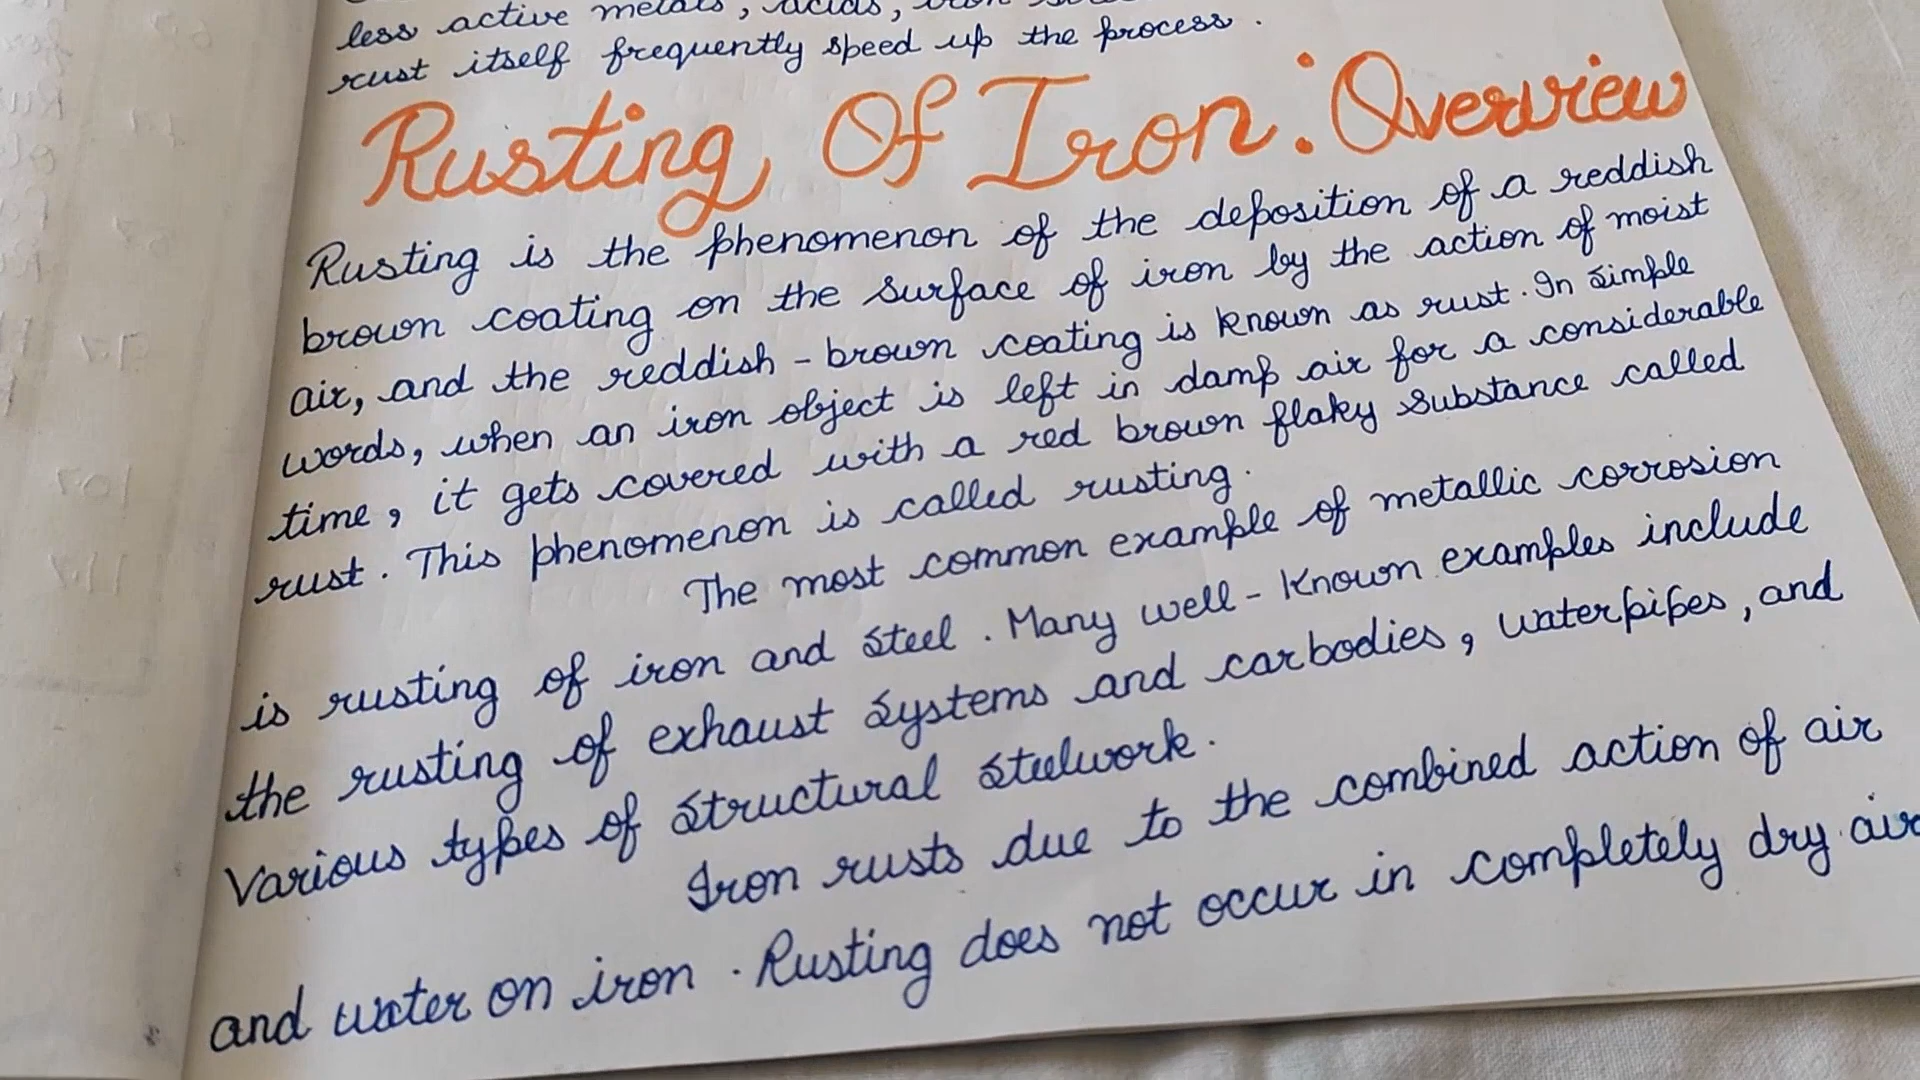 less active metals, acids, iron
rust itself frequently speed up the process.
Rusting Of Iron: Overview
Rusting is the phenomenon of the deposition of a reddish
brown coating on the surface of iron by the action of moist
air, and the reddish-brown coating is known as rust. In simple
words, when an iron object is left in damp air for a considerable
time, it gets covered with a red brown flaky substance called
rust. This phenomenon is called rusting.
The most common example of metallic corrosion
is rusting of iron and steel. Many well-known examples include
the rusting of exhaust systems and carbodies, waterpipes, and
Various types of structural steelwork.
Iron rusts due to the combined action of air
and water on iron. Rusting does not occur in completely dry air